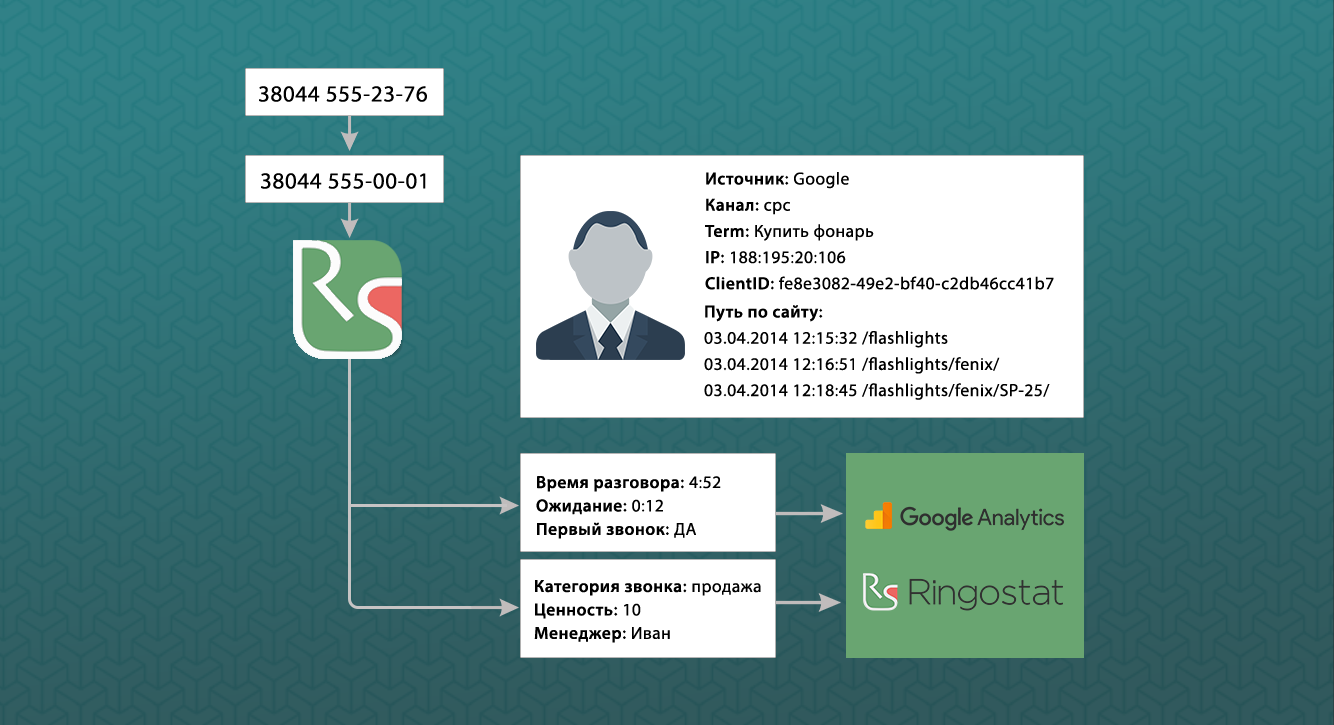 38044 555-23-76
38044 555-00-01
Rs
Источник: Google
Канал: cpc
Term: Купить фонарь
IP: 188:195:20:106
ClientID: fe8e3082-49e2-bf40-c2db46cc41b7
Путь по сайту:
03.04.2014 12:15:32 /flashlights
03.04.2014 12:16:51 /flashlights/fenix/
03.04.2014 12:18:45 /flashlights/fenix/SP-25/
Время разговора: 4:52
Ожидание: 0:12
Первый звонок: ДА
Категория звонка: продажа
Ценность: 10
Менеджер: Иван
Google Analytics
Rs Ringostat